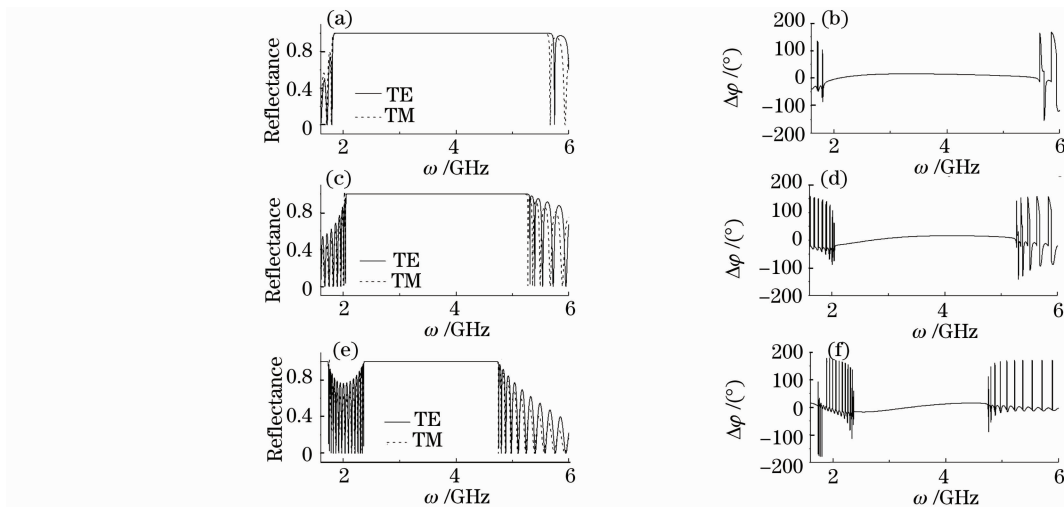 (a)
Reflectance
0.8
0.4
0
TE
TM
2 4 6
ω /GHz
(b)
Δφ /(°)
200
100
0
−100
−200
2 4 6
ω /GHz
(c)
Reflectance
0.8
0.4
0
TE
TM
2 4 6
ω /GHz
(d)
Δφ /(°)
200
100
0
−100
−200
2 4 6
ω /GHz
(e)
Reflectance
0.8
0.4
0
TE
TM
2 4 6
ω /GHz
(f)
Δφ /(°)
200
100
0
−100
−200
2 4 6
ω /GHz